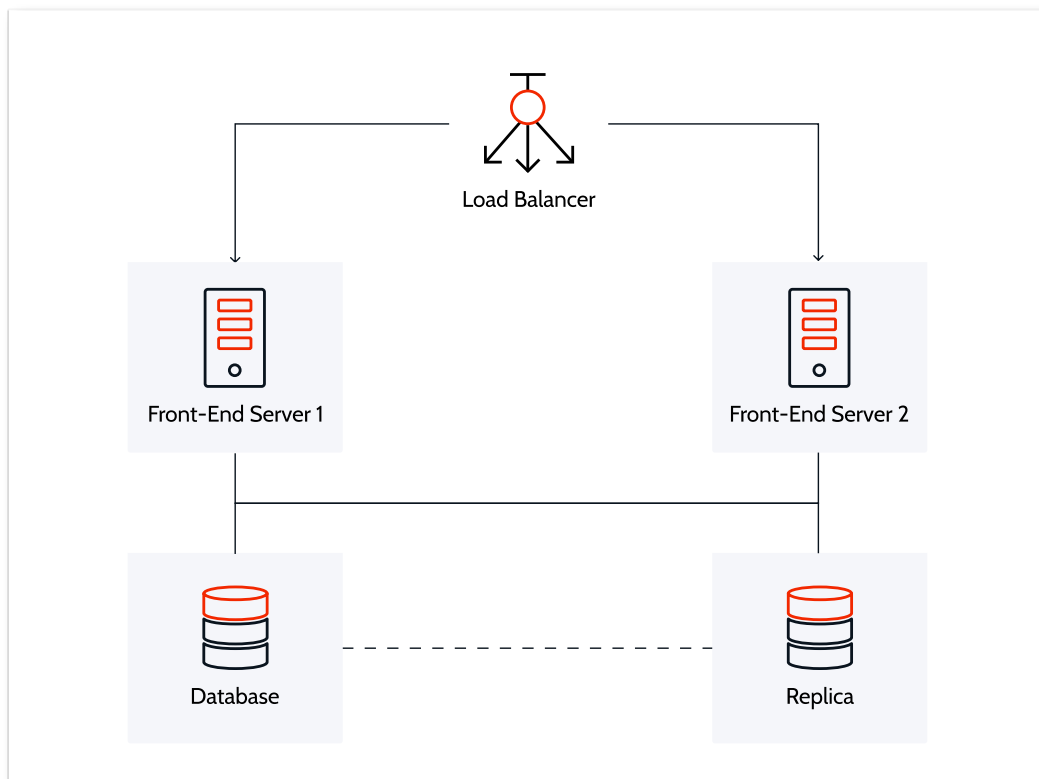 Load Balancer
Front-End Server 1
Front-End Server 2
Database
Replica